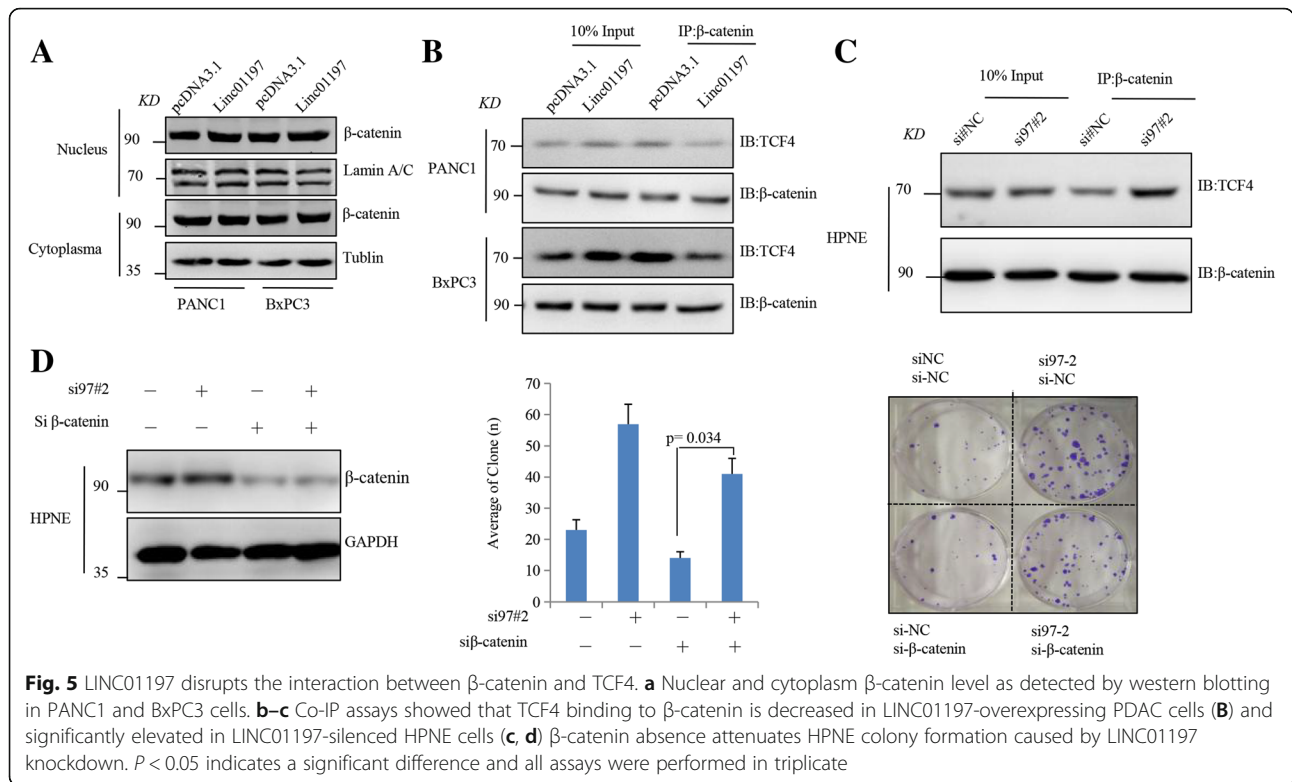 A
KD
pcDNA3.1
Linc01197
pcDNA3.1
Linc01197
Nucleus
90
β-catenin
70
Lamin A/C
Cytoplasma
90
β-catenin
35
Tublin
PANC1
BxPC3
B
10% Input
IP:β-catenin
KD
pcDNA3.1
Linc01197
pcDNA3.1
Linc01197
PANC1
70
IB:TCF4
90
IB:β-catenin
BxPC3
70
IB:TCF4
90
IB:β-catenin
C
10% Input
IP:β-catenin
KD
si#NC
si97#2
si#NC
si97#2
HPNE
70
IB:TCF4
90
IB:β-catenin
D
si97#2 – + – +
Si β-catenin – – + +
HPNE
90
β-catenin
35
GAPDH
Average of Clone (n)
70
60
50
40
30
20
10
0
p= 0.034
si97#2 – + – +
siβ-catenin – – + +
siNC
si-NC
si97-2
si-NC
si-NC
si-β-catenin
si97-2
si-β-catenin
Fig. 5 LINC01197 disrupts the interaction between β-catenin and TCF4. a Nuclear and cytoplasm β-catenin level as detected by western blotting
in PANC1 and BxPC3 cells. b–c Co-IP assays showed that TCF4 binding to β-catenin is decreased in LINC01197-overexpressing PDAC cells (B) and
significantly elevated in LINC01197-silenced HPNE cells (c, d) β-catenin absence attenuates HPNE colony formation caused by LINC01197
knockdown. P < 0.05 indicates a significant difference and all assays were performed in triplicate